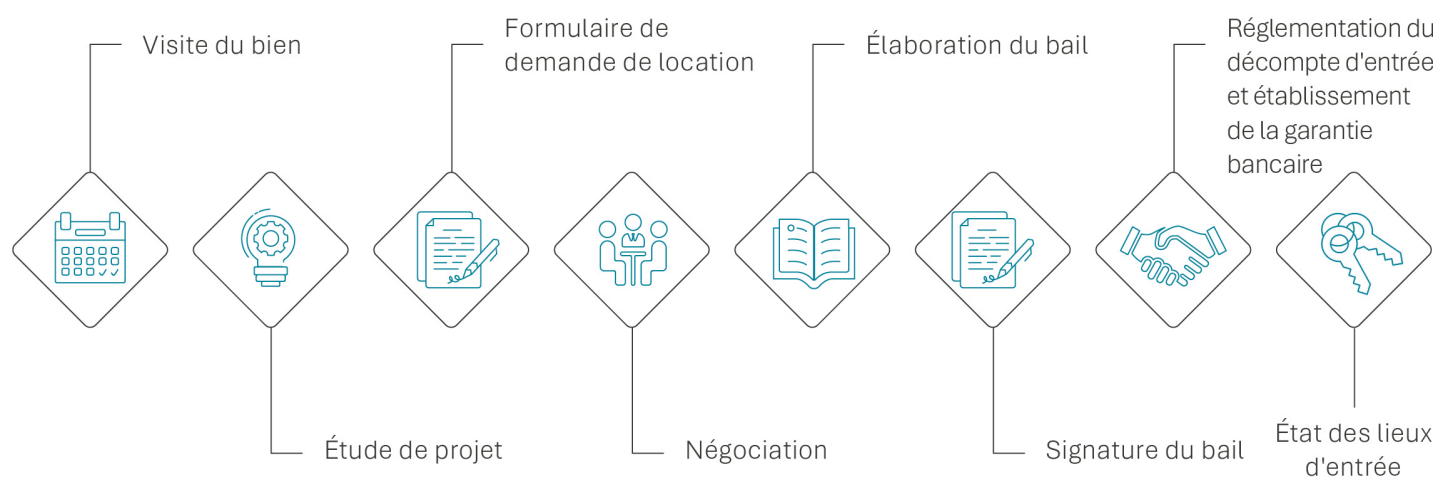 Visite du bien
Étude de projet
Formulaire de
demande de location
Négociation
Élaboration du bail
Signature du bail
Réglementation du
décompte d'entrée
et établissement
de la garantie
bancaire
État des lieux
d'entrée